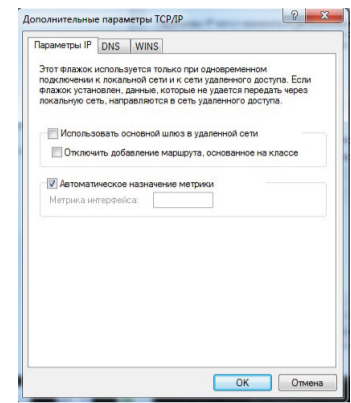 Дополнительные параметры TCP/IP
Параметры IP DNS WINS
Этот флажок используется только при одновременном
подключении к локальной сети и к сети удаленного доступа. Если
флажок установлен, данные, которые не удается передать через
локальную сеть, направляются в сеть удаленного доступа.
Использовать основной шлюз в удаленной сети
Отключить добавление маршрута, основанное на классе
Автоматическое назначение метрики
Метрика интерфейса:
OK Отмена